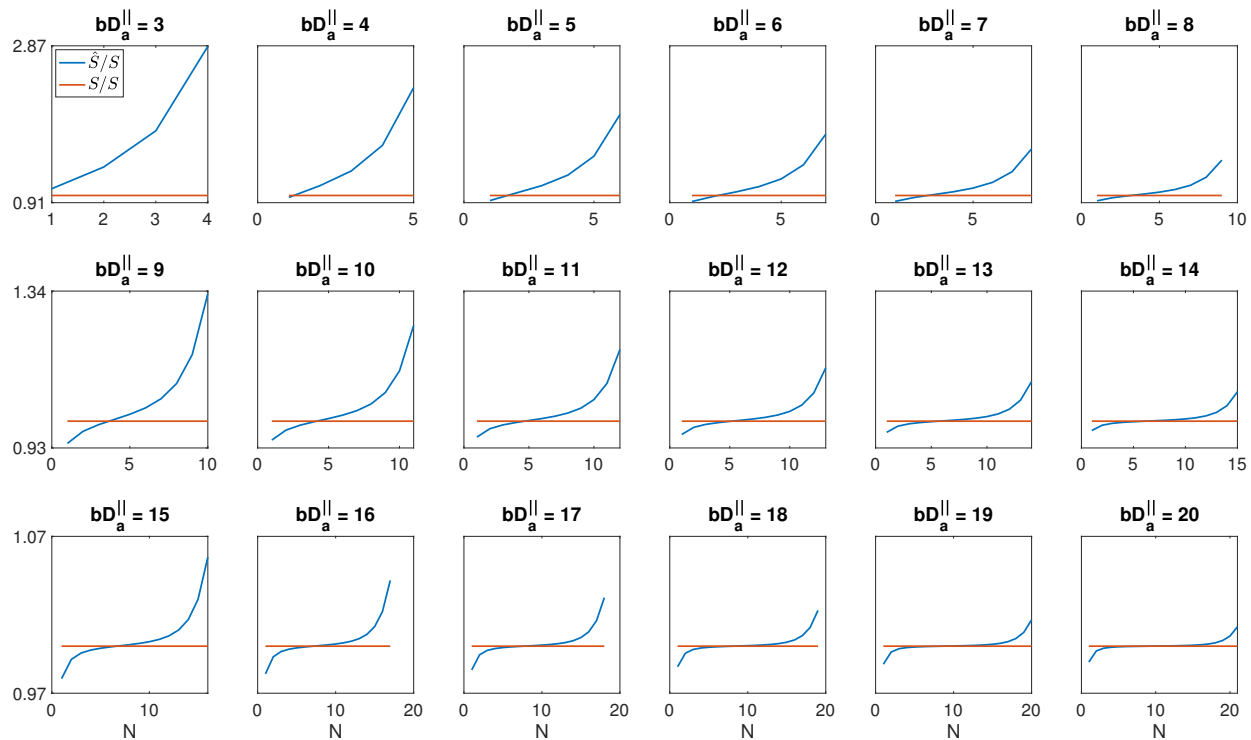 bD_a^|| = 3 bD_a^|| = 4 bD_a^|| = 5 bD_a^|| = 6 bD_a^|| = 7 bD_a^|| = 8
2.87
Ŝ/S
S/S
0.91
1 2 3 4 0 5 0 5 0 5 0 5 0 5 10
bD_a^|| = 9 bD_a^|| = 10 bD_a^|| = 11 bD_a^|| = 12 bD_a^|| = 13 bD_a^|| = 14
1.34
0.93
0 5 10 0 5 10 0 5 10 0 5 10 0 5 10 0 5 10 15
bD_a^|| = 15 bD_a^|| = 16 bD_a^|| = 17 bD_a^|| = 18 bD_a^|| = 19 bD_a^|| = 20
1.07
0.97
0 10 0 10 20 0 10 20 0 10 20 0 10 20 0 10 20
N N N N N N